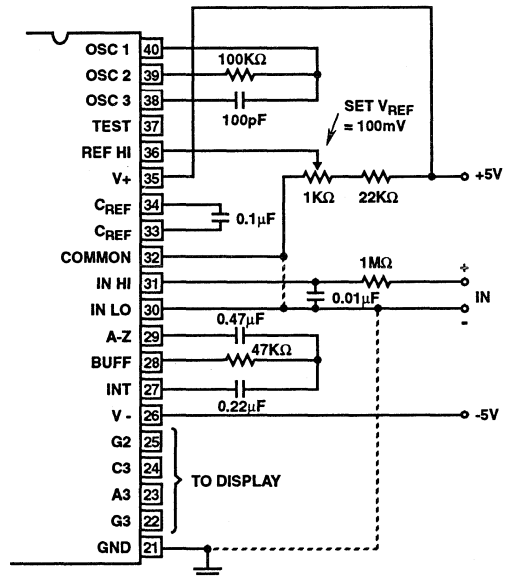 OSC 1 40
100KΩ
OSC 2 39
OSC 3 38
100pF
TEST 37
SET VREF
= 100mV
REF HI 36
V+ 35
+5V
1KΩ 22KΩ
CREF 34
0.1µF
CREF 33
COMMON 32
1MΩ
+
IN HI 31
0.01µF
IN
IN LO 30
-
0.47µF
A-Z 29
47KΩ
BUFF 28
INT 27
0.22µF
V - 26
-5V
G2 25
C3 24
TO DISPLAY
A3 23
G3 22
GND 21